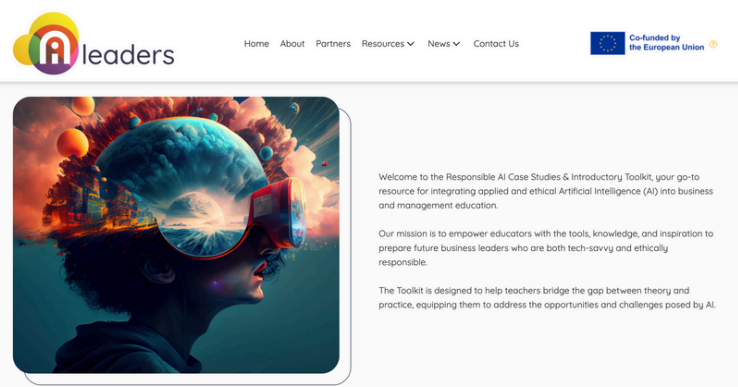 Ai leaders
Home About Partners Resources News Contact Us
Co-funded by
the European Union
Welcome to the Responsible AI Case Studies & Introductory Toolkit, your go-to
resource for integrating applied and ethical Artificial Intelligence (AI) into business
and management education.
Our mission is to empower educators with the tools, knowledge, and inspiration to
prepare future business leaders who are both tech-savvy and ethically
responsible.
The Toolkit is designed to help teachers bridge the gap between theory and
practice, equipping them to address the opportunities and challenges posed by AI.